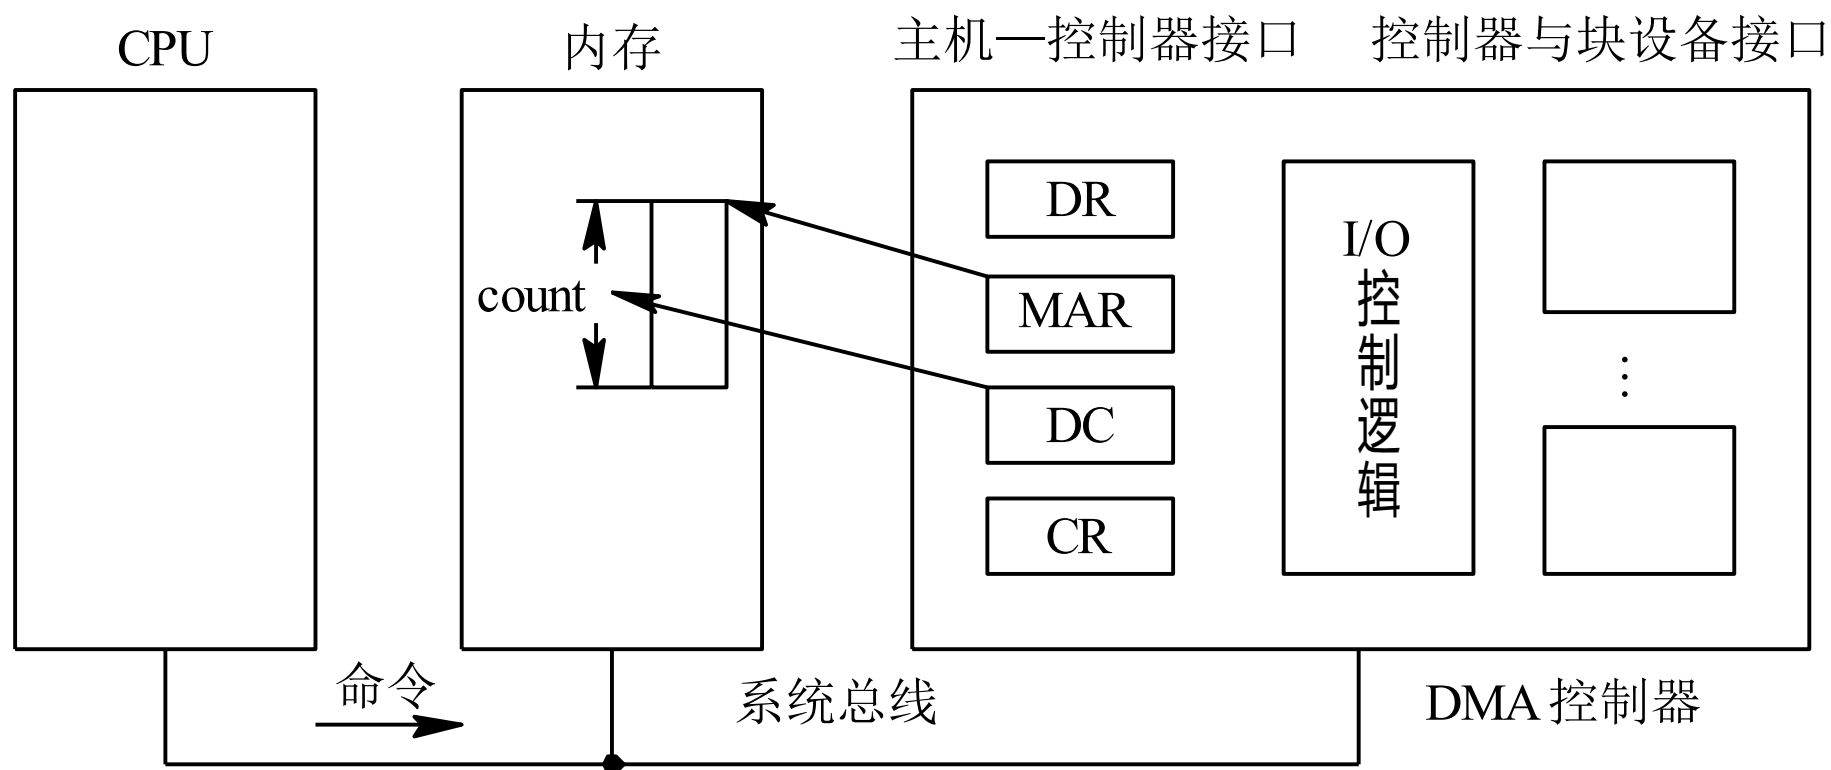 CPU
内存
主机—控制器接口
控制器与块设备接口
DR
MAR
DC
CR
count
I/O
控
制
逻
辑
⋮
命令
系统总线
DMA 控制器